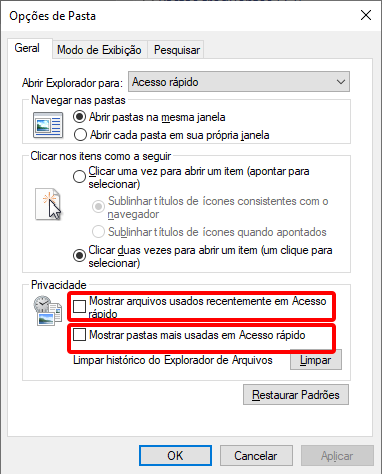 Opções de Pasta
Geral
Modo de Exibição
Pesquisar
Abrir Explorador para:
Acesso rápido
Navegar nas pastas
Abrir pastas na mesma janela
Abrir cada pasta em sua própria janela
Clicar nos itens como a seguir
Clicar uma vez para abrir um item (apontar para
selecionar)
Sublinhar títulos de ícones consistentes com o
navegador
Sublinhar títulos de ícones quando apontados
Clicar duas vezes para abrir um item (um clique para
selecionar)
Privacidade
Mostrar arquivos usados recentemente em Acesso
rápido
Mostrar pastas mais usadas em Acesso rápido
Limpar histórico do Explorador de Arquivos
Limpar
Restaurar Padrões
OK
Cancelar
Aplicar